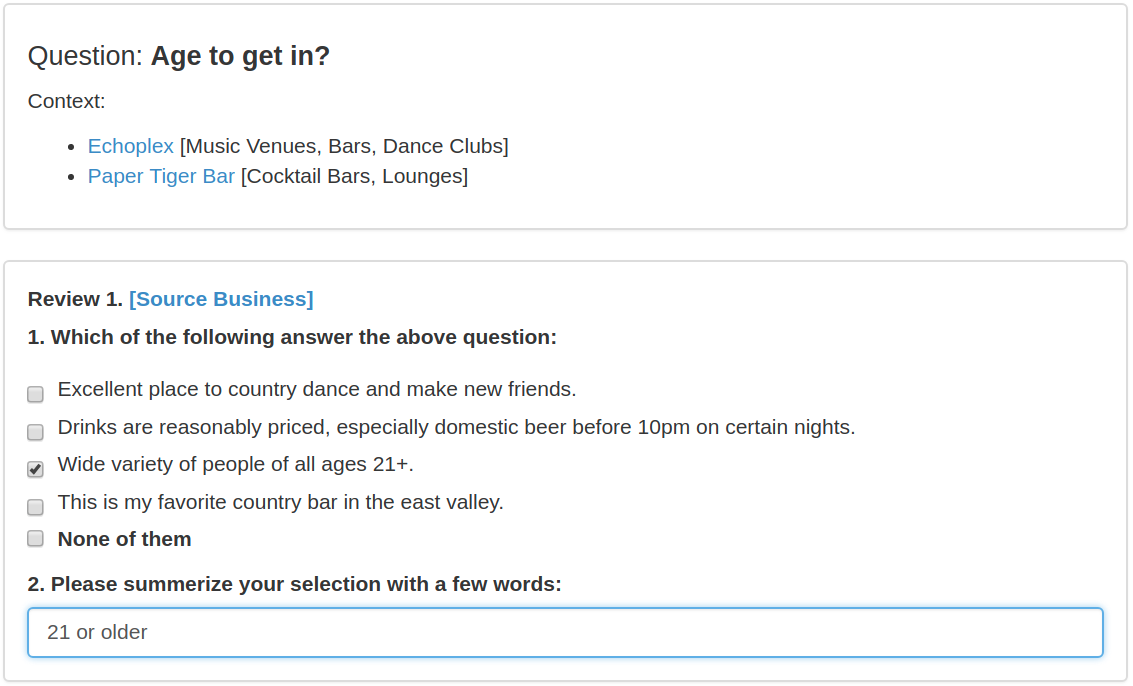 Question: Age to get in?
Context:
Echoplex [Music Venues, Bars, Dance Clubs]
Paper Tiger Bar [Cocktail Bars, Lounges]
Review 1. [Source Business]
1. Which of the following answer the above question:
Excellent place to country dance and make new friends.
Drinks are reasonably priced, especially domestic beer before 10pm on certain nights.
Wide variety of people of all ages 21+.
This is my favorite country bar in the east valley.
None of them
2. Please summerize your selection with a few words:
21 or older